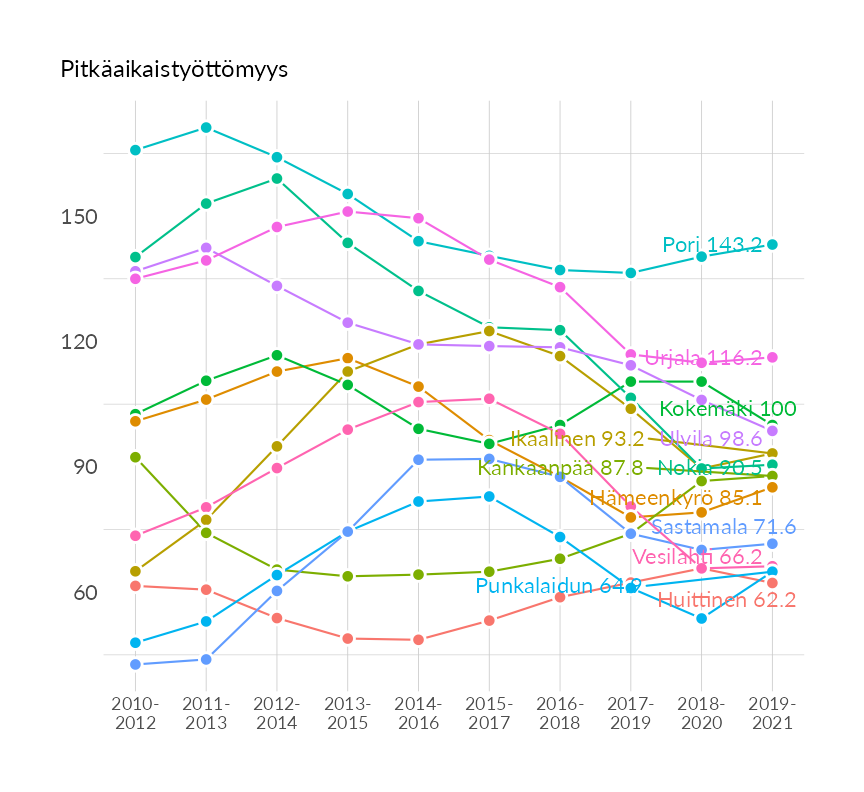 Pitkäaikaistyöttömyys
150
120
90
60
Pori 143.2
Urjala 116.2
Kokemäki 100
Ikaalinen 93.2
Ulvila 98.6
Kankaanpää 87.8
Nokia 90.5
Hämeenkyrö 85.1
Sastamala 71.6
Vesilahti 66.2
Punkalaidun 64.9
Huittinen 62.2
2010-
2012
2011-
2013
2012-
2014
2013-
2015
2014-
2016
2015-
2017
2016-
2018
2017-
2019
2018-
2020
2019-
2021